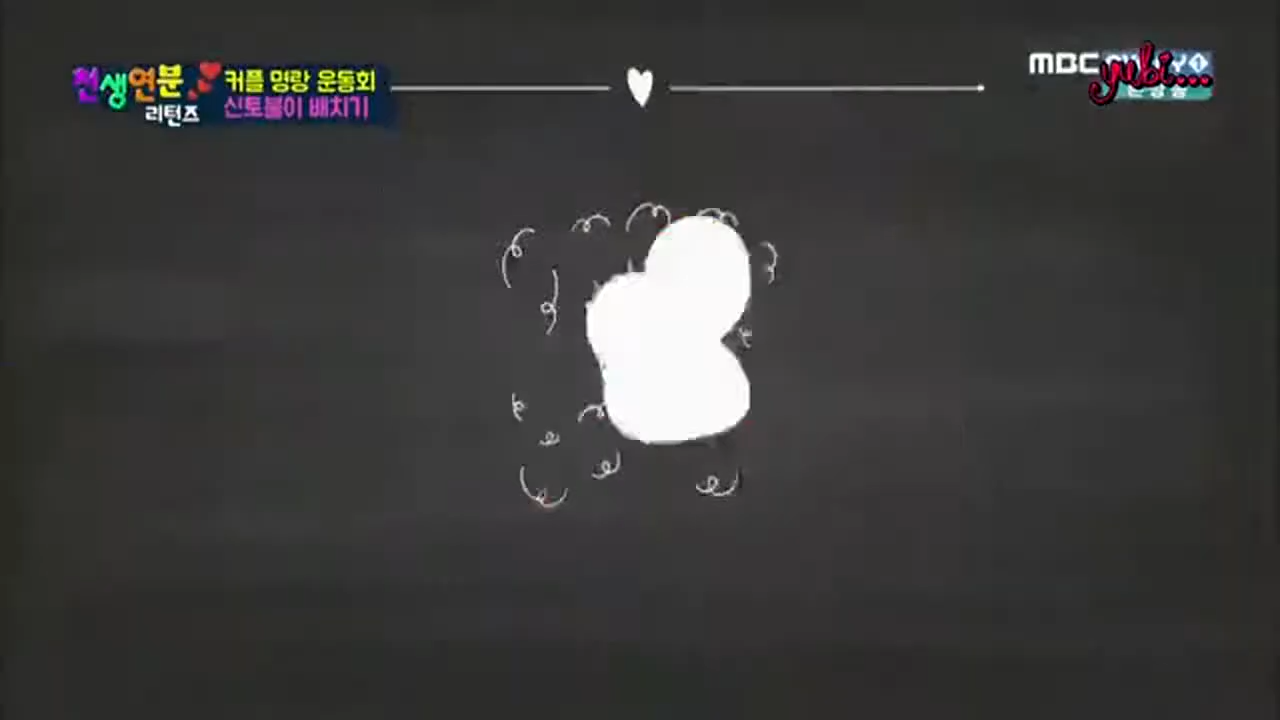 천생연분
리턴즈
커플 명랑 운동회
신토불이 배치기
MBC
yubi...